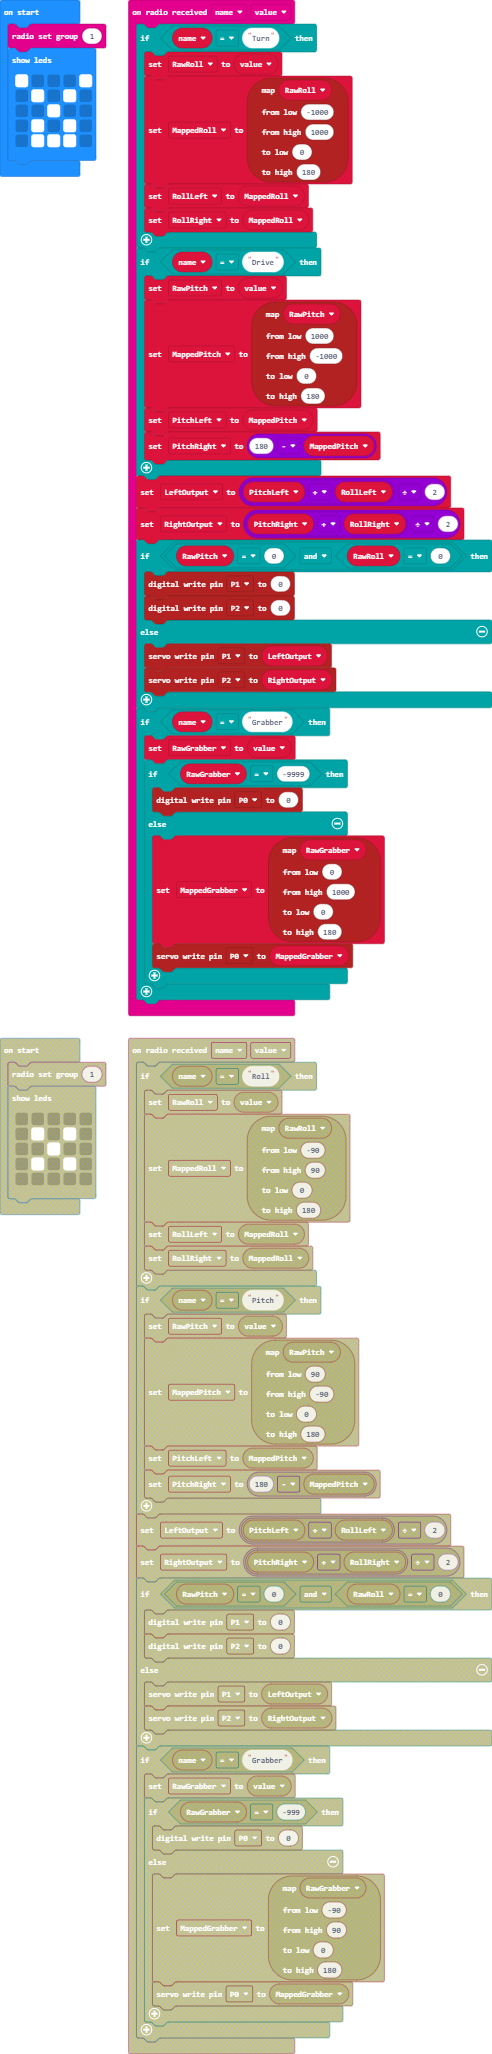 on start
radio set group 1
show leds
on radio received name value
if name = "Turn" then
set RawRoll to value
map RawRoll
from low -1000
from high 1000
set MappedRoll to
to low 0
to high 180
set RollLeft to MappedRoll
set RollRight to MappedRoll
if name = "Drive" then
set RawPitch to value
map RawPitch
from low 1000
from high -1000
set MappedPitch to
to low 0
to high 180
set PitchLeft to MappedPitch
set PitchRight to 180 - MappedPitch
set LeftOutput to PitchLeft + RollLeft ÷ 2
set RightOutput to PitchRight + RollRight ÷ 2
if RawPitch = 0 and RawRoll = 0 then
digital write pin P1 to 0
digital write pin P2 to 0
else
servo write pin P1 to LeftOutput
servo write pin P2 to RightOutput
if name = "Grabber" then
set RawGrabber to value
if RawGrabber = -9999 then
digital write pin P0 to 0
else
map RawGrabber
from low 0
set MappedGrabber to
from high 1000
to low 0
to high 180
servo write pin P0 to MappedGrabber
on start
radio set group 1
show leds
on radio received name value
if name = "Roll" then
set RawRoll to value
map RawRoll
from low -90
set MappedRoll to
from high 90
to low 0
to high 180
set RollLeft to MappedRoll
set RollRight to MappedRoll
if name = "Pitch" then
set RawPitch to value
map RawPitch
from low 90
set MappedPitch to
from high -90
to low 0
to high 180
set PitchLeft to MappedPitch
set PitchRight to 180 - MappedPitch
set LeftOutput to PitchLeft + RollLeft ÷ 2
set RightOutput to PitchRight + RollRight ÷ 2
if RawPitch = 0 and RawRoll = 0 then
digital write pin P1 to 0
digital write pin P2 to 0
else
servo write pin P1 to LeftOutput
servo write pin P2 to RightOutput
if name = "Grabber" then
set RawGrabber to value
if RawGrabber = -999 then
digital write pin P0 to 0
else
map RawGrabber
from low -90
set MappedGrabber to
from high 90
to low 0
to high 180
servo write pin P0 to MappedGrabber